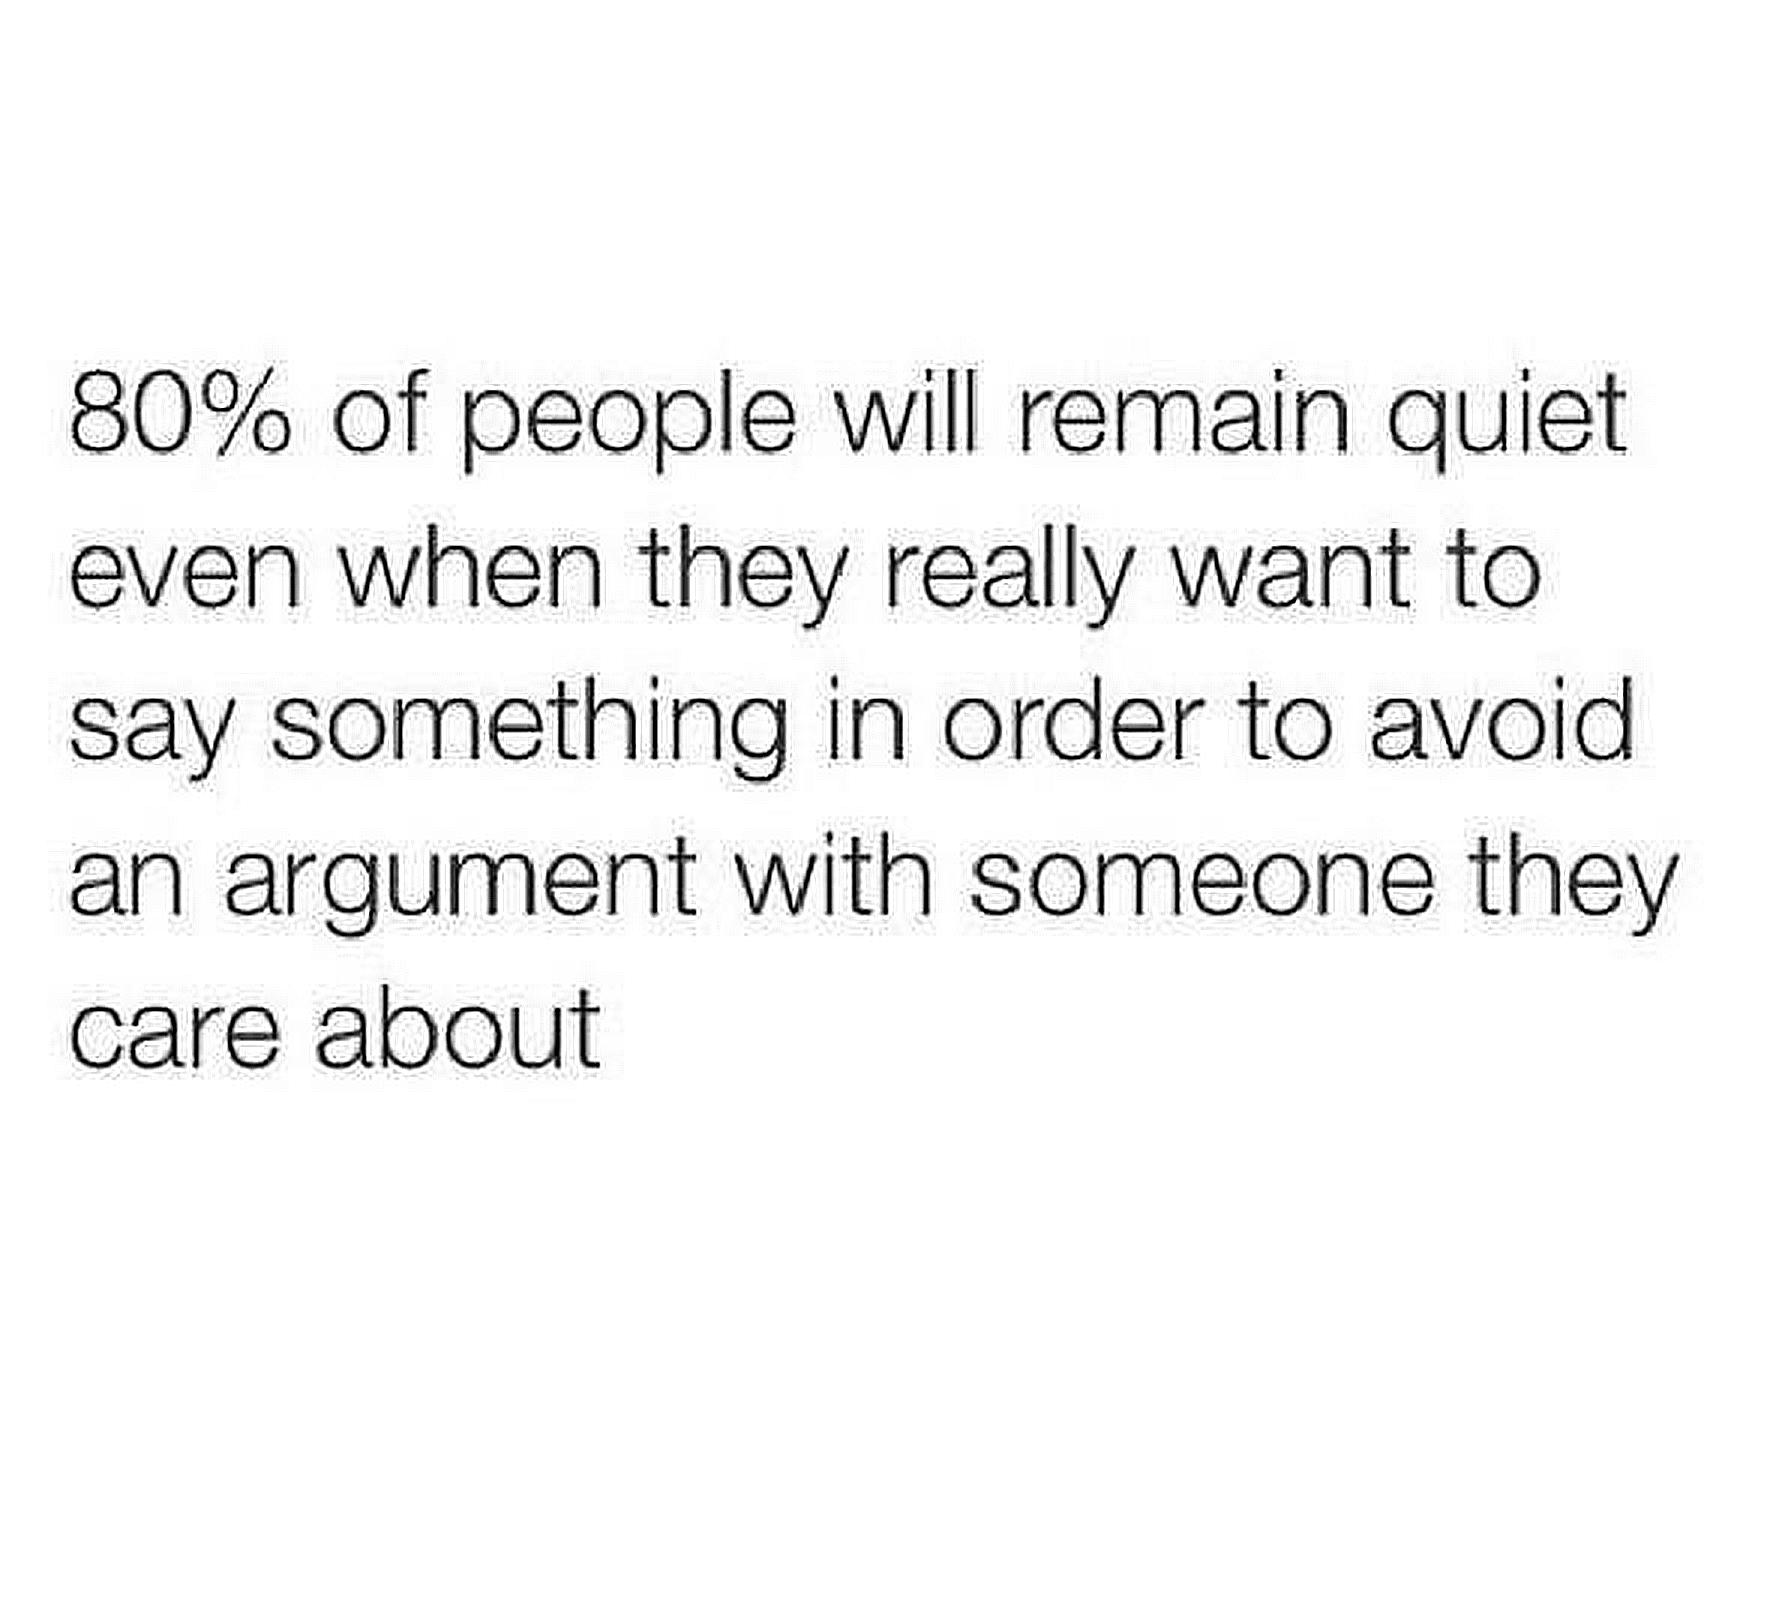 80% of people will remain quiet
even when they really want to
say something in order to avoid
an argument with someone they
care about